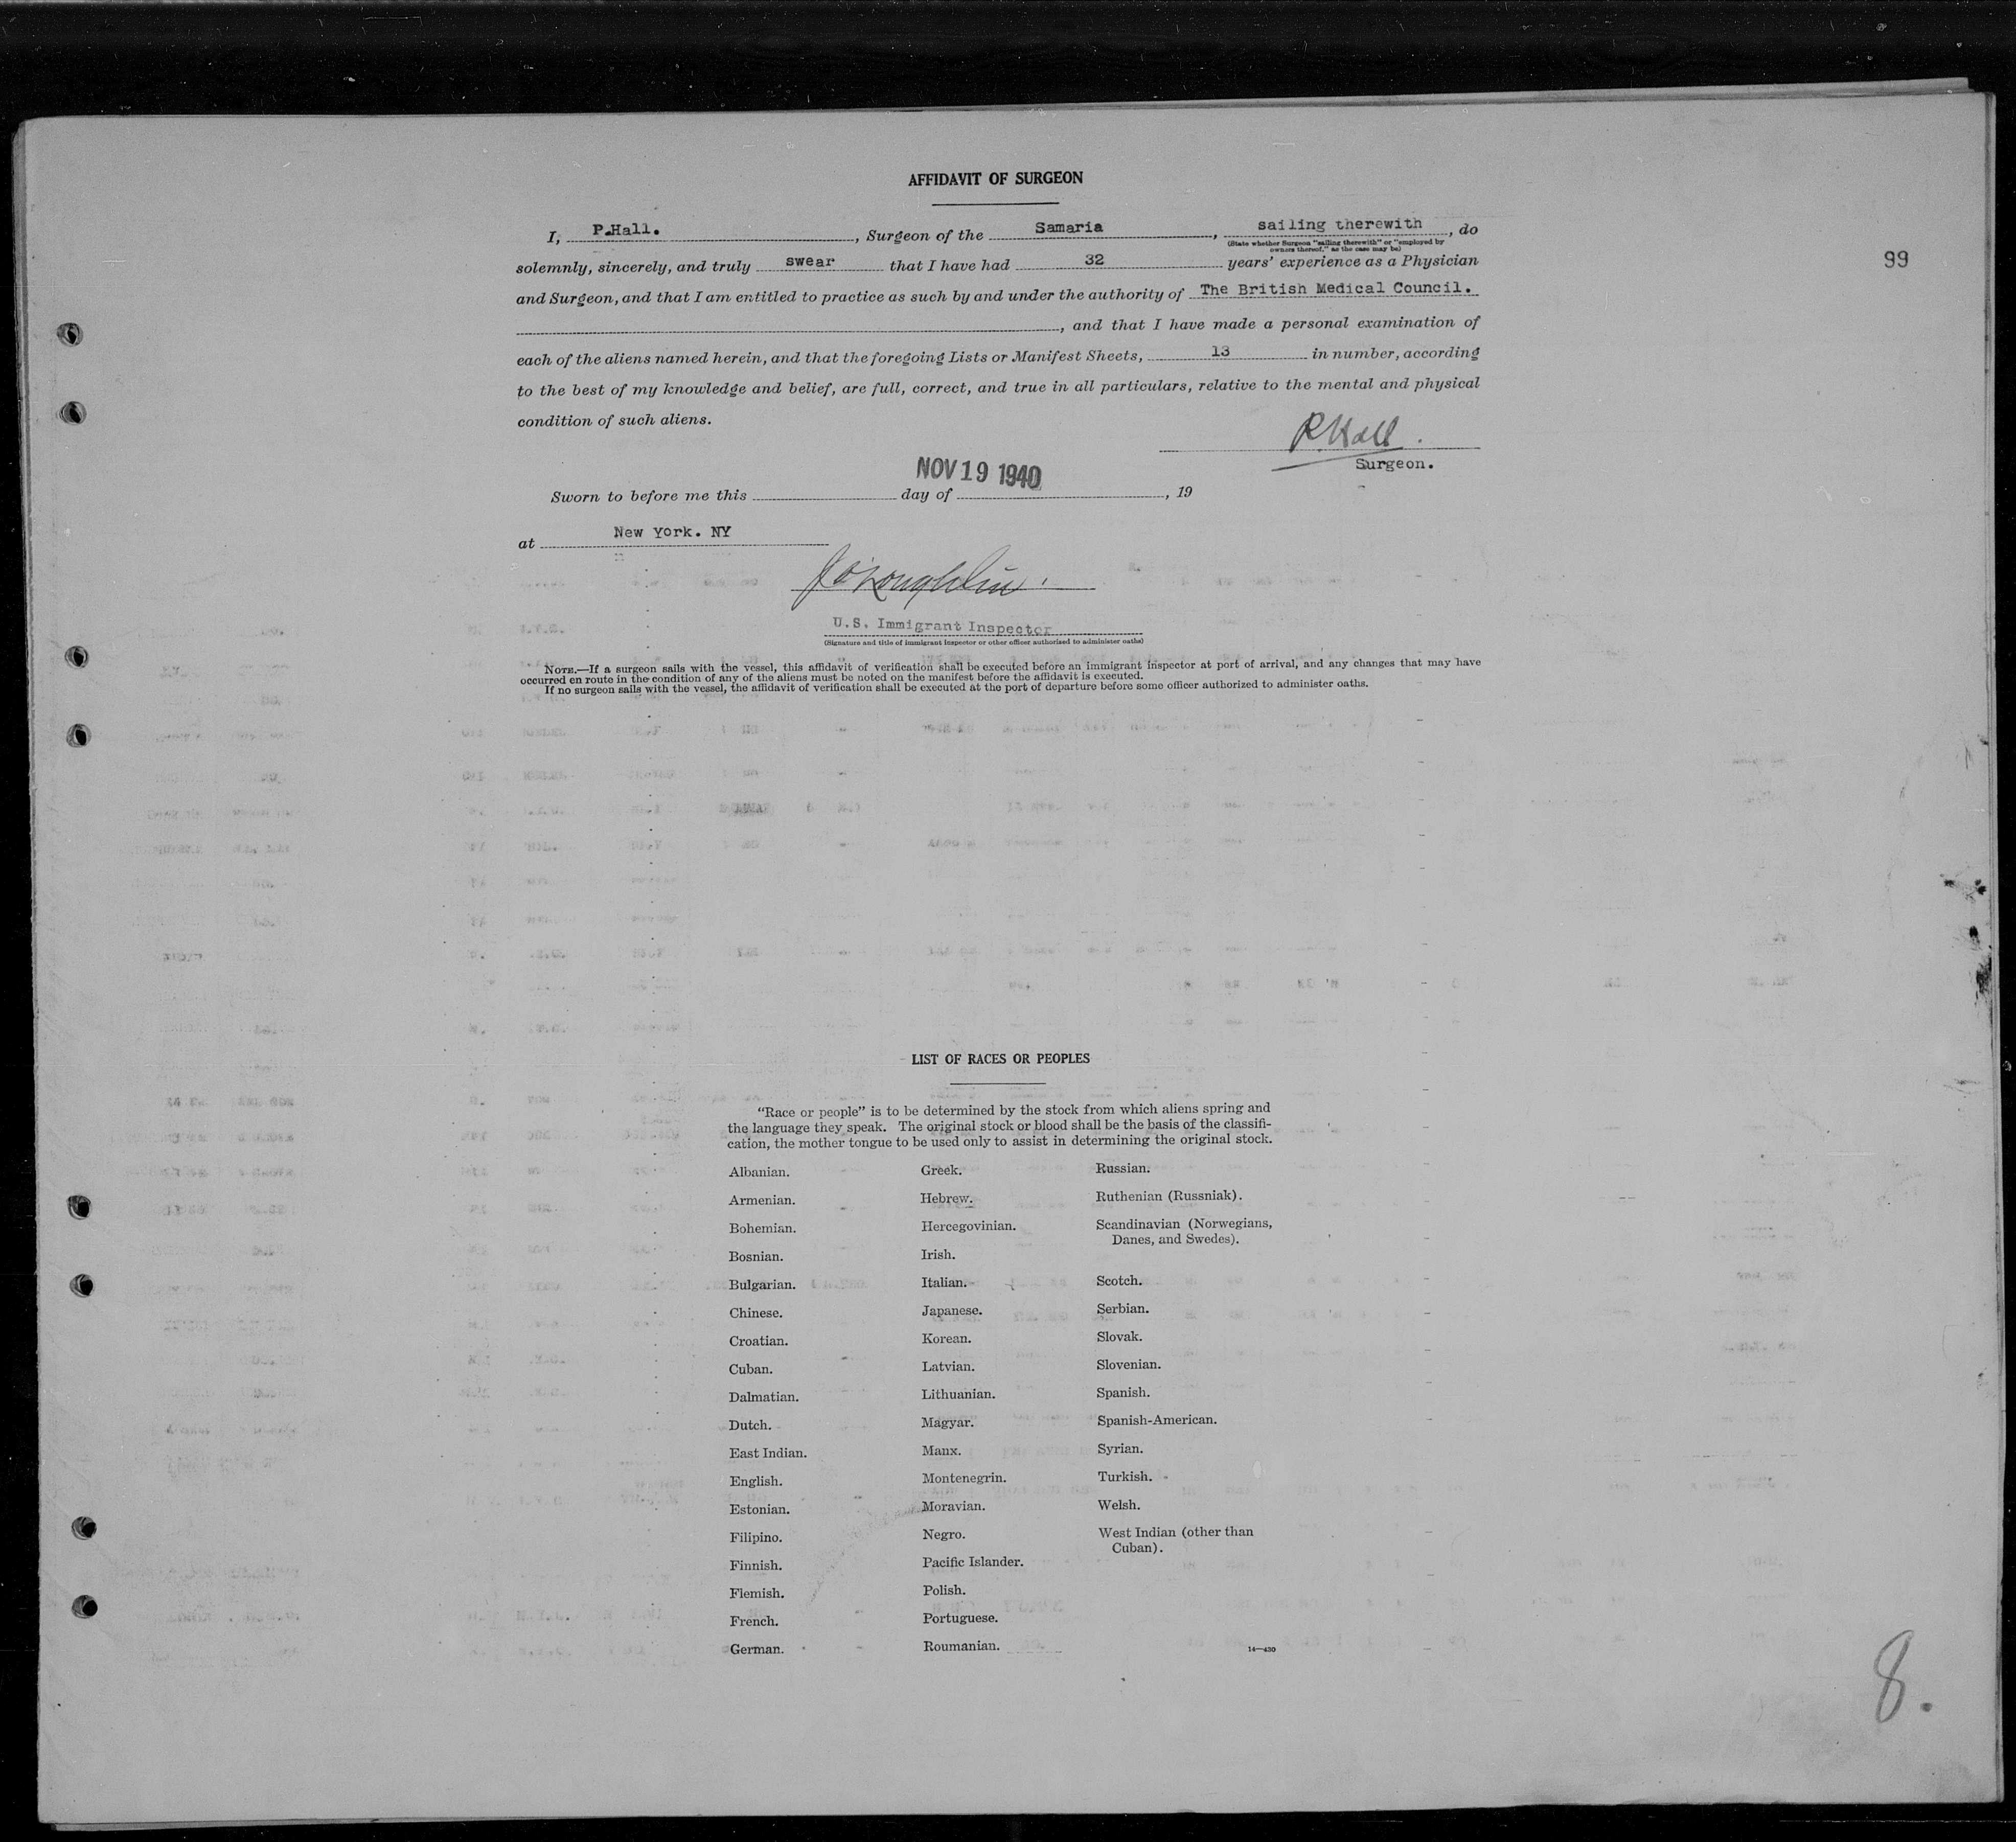 AFFIDAVIT OF SURGEON
I, P.Hall., Surgeon of the Samaria, sailing therewith, do
(State whether Surgeon "sailing therewith" or "employed by
owners thereof," as the case may be)
99
solemnly, sincerely, and truly swear that I have had 32 years' experience as a Physician
and Surgeon, and that I am entitled to practice as such by and under the authority of The British Medical Council.
, and that I have made a personal examination of
each of the aliens named herein, and that the foregoing Lists or Manifest Sheets, 13 in number, according
to the best of my knowledge and belief, are full, correct, and true in all particulars, relative to the mental and physical
condition of such aliens.
P.Hall.
Surgeon.
NOV 19 1940
Sworn to before me this day of , 19
at New York. NY
J O'Loughlin.
U.S. Immigrant Inspector
(Signature and title of immigrant inspector or other officer authorized to administer oaths)
NOTE.—If a surgeon sails with the vessel, this affidavit of verification shall be executed before an immigrant inspector at port of arrival, and any changes that may have
occurred en route in the condition of any of the aliens must be noted on the manifest before the affidavit is executed.
If no surgeon sails with the vessel, the affidavit of verification shall be executed at the port of departure before some officer authorized to administer oaths.
LIST OF RACES OR PEOPLES
"Race or people" is to be determined by the stock from which aliens spring and
the language they speak. The original stock or blood shall be the basis of the classifi-
cation, the mother tongue to be used only to assist in determining the original stock.
Albanian.
Armenian.
Bohemian.
Bosnian.
Bulgarian.
Chinese.
Croatian.
Cuban.
Dalmatian.
Dutch.
East Indian.
English.
Estonian.
Filipino.
Finnish.
Flemish.
French.
German.
Greek.
Hebrew.
Hercegovinian.
Irish.
Italian.
Japanese.
Korean.
Latvian.
Lithuanian.
Magyar.
Manx.
Montenegrin.
Moravian.
Negro.
Pacific Islander.
Polish.
Portuguese.
Roumanian.
Russian.
Ruthenian (Russniak).
Scandinavian (Norwegians,
Danes, and Swedes).
Scotch.
Serbian.
Slovak.
Slovenian.
Spanish.
Spanish-American.
Syrian.
Turkish.
Welsh.
West Indian (other than
Cuban).
14—430
8.